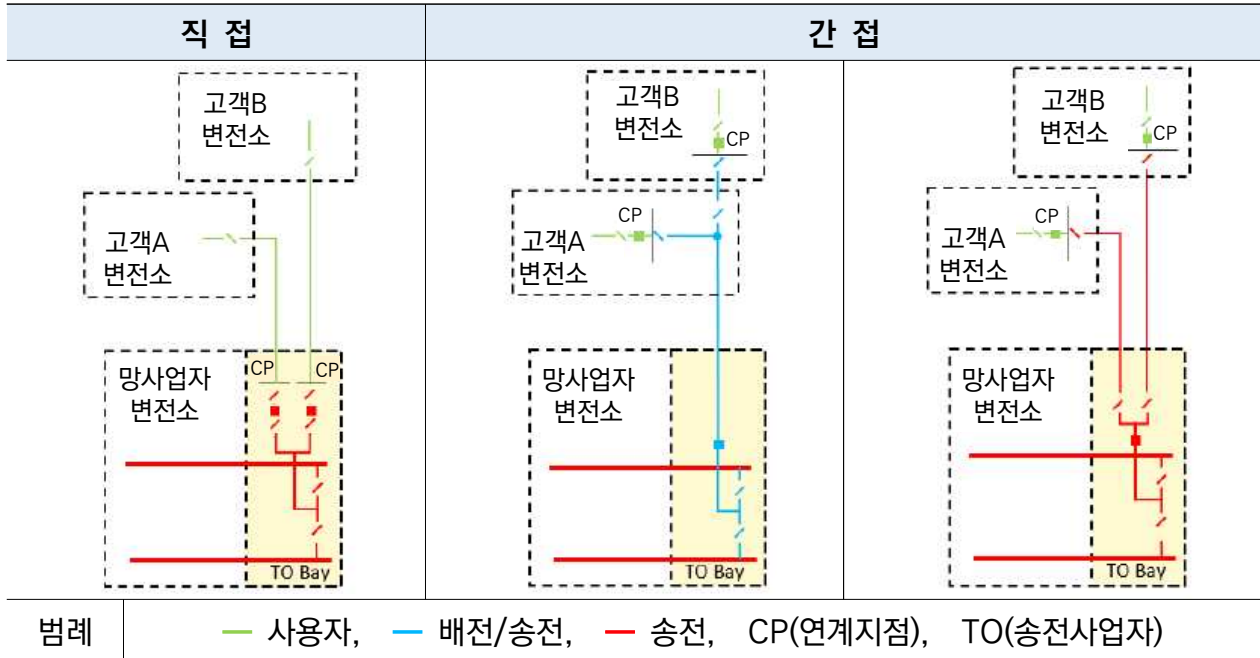 직 접
간 접
고객B
변전소
고객A
변전소
망사업자
변전소
CP
CP
TO Bay
고객B
변전소
CP
고객A
변전소
CP
망사업자
변전소
TO Bay
고객B
변전소
CP
고객A
변전소
CP
망사업자
변전소
TO Bay
범례
사용자, 배전/송전, 송전, CP(연계지점), TO(송전사업자)